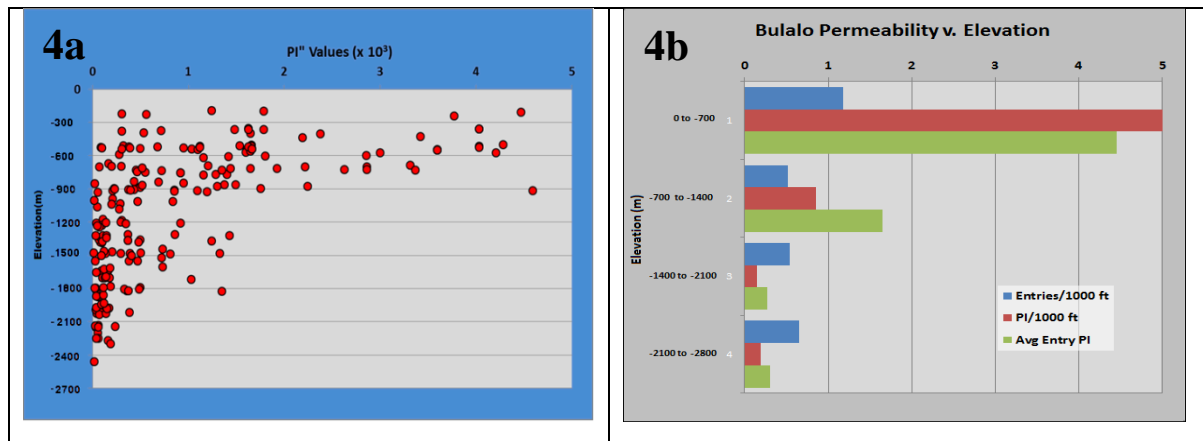 4a
PI" Values (x 10³)
0 1 2 3 4 5
0
-300
-600
-900
-1200
-1500
-1800
-2100
-2400
-2700
Elevation(m)
4b
Bulalo Permeability v. Elevation
0 1 2 3 4 5
0 to -700 1
-700 to -1400 2
-1400 to -2100 3
-2100 to -2800 4
Elevation (m)
Entries/1000 ft
PI/1000 ft
Avg Entry PI